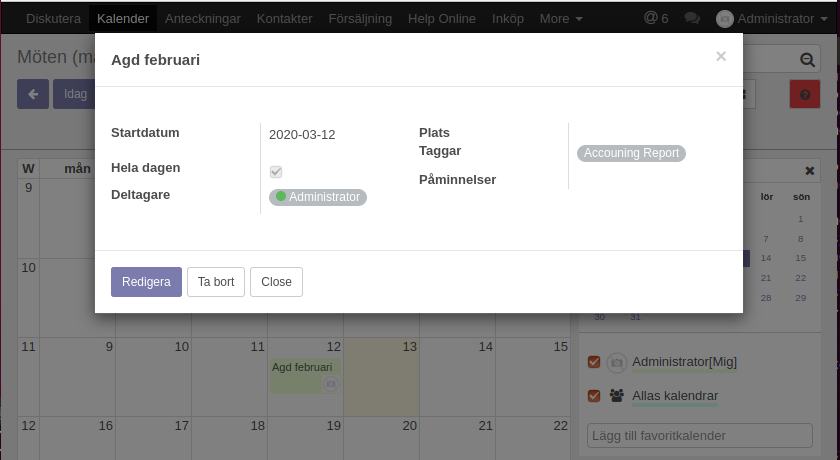 Diskutera Kalender Anteckningar Kontakter Försäljning Help Online Inköp More @ 6 Administrator
Möten (må
Agd februari ×
Idag
Startdatum 2020-03-12
Hela dagen
Deltagare Administrator
Plats
Taggar Accouning Report
Påminnelser
Redigera Ta bort Close
W mån
9
10
lör sön
1
7 8
14 15
21 22
28 29
30 31
11 9 10 11 12 13 14 15
Agd februari
12 16 17 18 19 20 21 22
Administrator[Mig]
Allas kalendrar
Lägg till favoritkalender